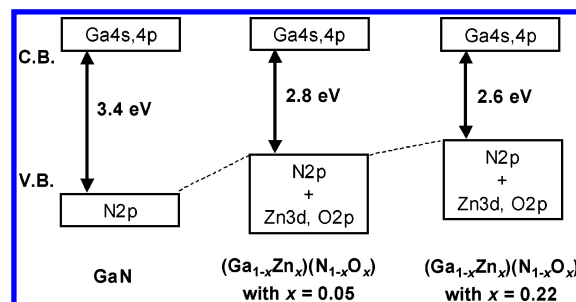 Ga4s,4p Ga4s,4p Ga4s,4p
C.B.
3.4 eV 2.8 eV 2.6 eV
V.B.
N2p
N2p
+
Zn3d, O2p
N2p
+
Zn3d, O2p
GaN
(Ga1-xZnx)(N1-xOx)
with x = 0.05
(Ga1-xZnx)(N1-xOx)
with x = 0.22